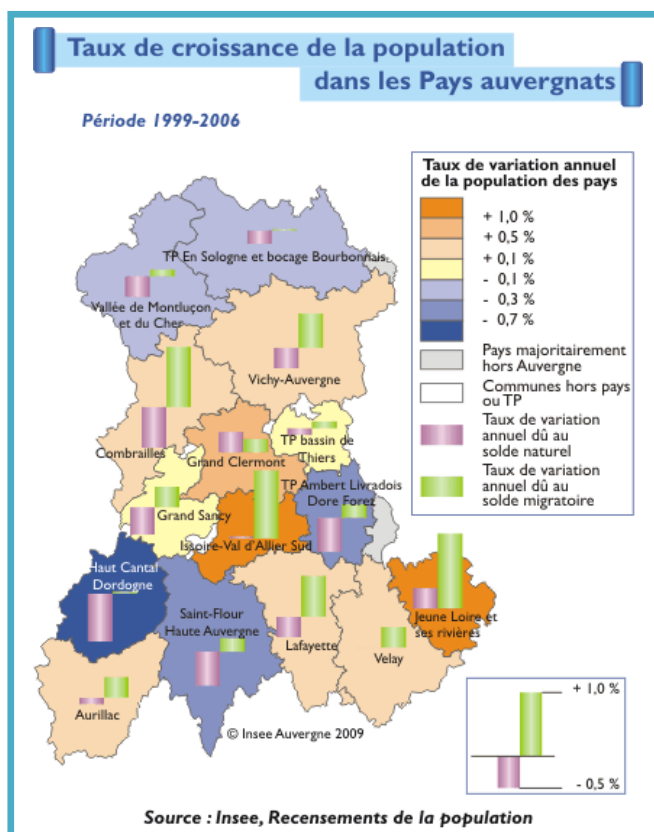 Taux de croissance de la population
dans les Pays auvergnats
Période 1999-2006
Taux de variation annuel
de la population des pays
+ 1,0 %
+ 0,5 %
+ 0,1 %
- 0,1 %
- 0,3 %
- 0,7 %
Pays majoritairement
hors Auvergne
Communes hors pays
ou TP
Taux de variation
annuel dû au
solde naturel
Taux de variation
annuel dû au
solde migratoire
TP En Sologne et bocage Bourbonnais
Vallée de Montluçon
et du Cher
Vichy-Auvergne
Combrailles
Grand Clermont
TP bassin de
Thiers
TP Ambert Livradois
Dore Forez
Grand Sancy
Issoire-Val d'Allier Sud
Haut Cantal
Dordogne
Saint-Flour
Haute Auvergne
Lafayette
Velay
Jeune Loire et
ses rivières
Aurillac
© Insee Auvergne 2009
+ 1,0 %
- 0,5 %
Source : Insee, Recensements de la population